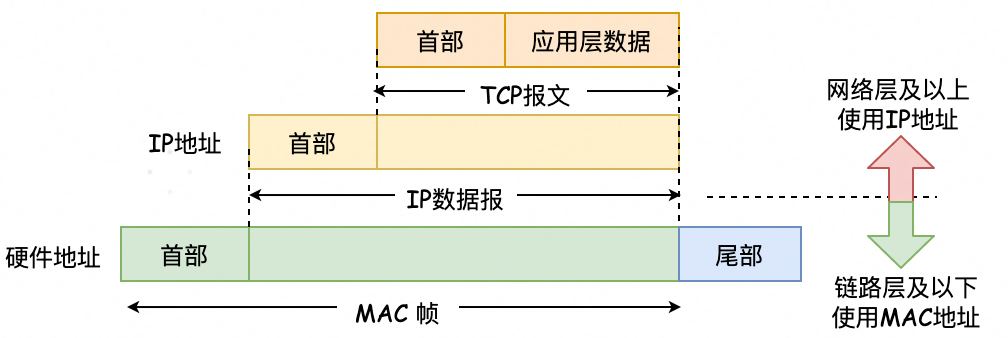 首部
应用层数据
TCP报文
网络层及以上
使用IP地址
IP地址
首部
IP数据报
硬件地址
首部
尾部
链路层及以下
使用MAC地址
MAC 帧